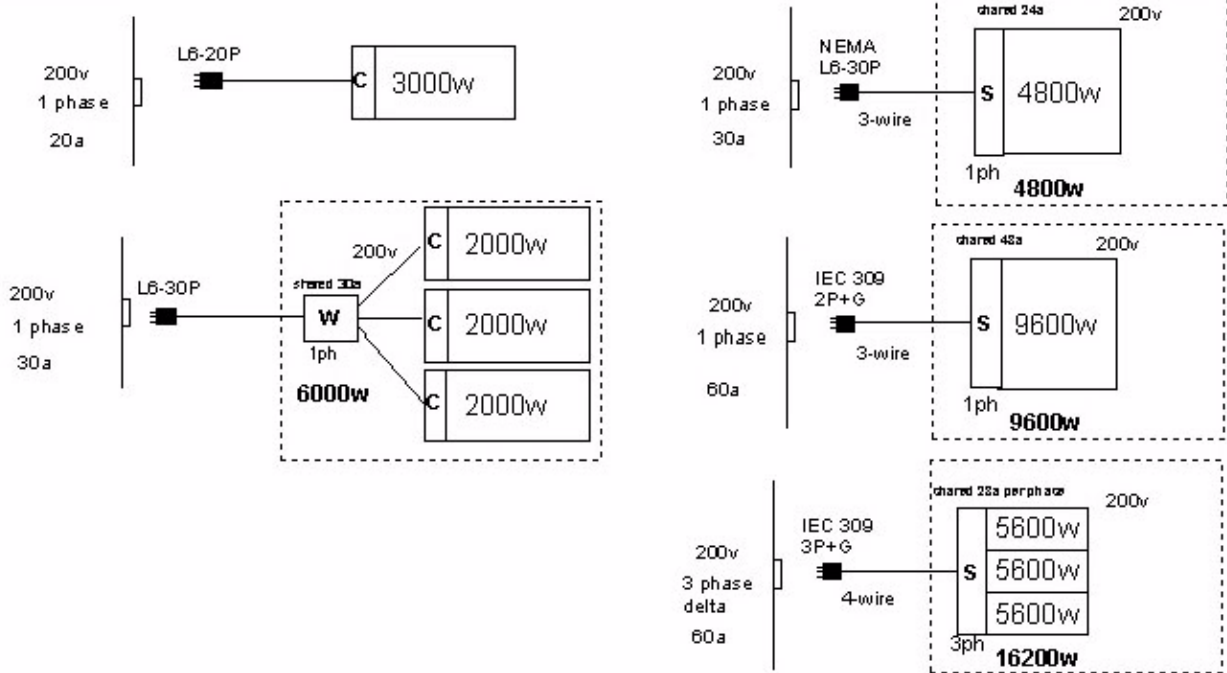 200v
1 phase
20a
L6-20P
C
3000w
200v
1 phase
30a
L6-30P
shared 30a
W
1ph
6000w
200v
C
2000w
C
2000w
C
2000w
200v
1 phase
30a
NEMA
L6-30P
3-wire
shared 24a
200v
S
4800w
1ph
4800w
200v
1 phase
60a
IEC 309
2P+G
3-wire
shared 48a
200v
S
9600w
1ph
9600w
200v
3 phase
delta
60a
IEC 309
3P+G
4-wire
shared 28a per phase
200v
S
5600w
5600w
5600w
3ph
16200w